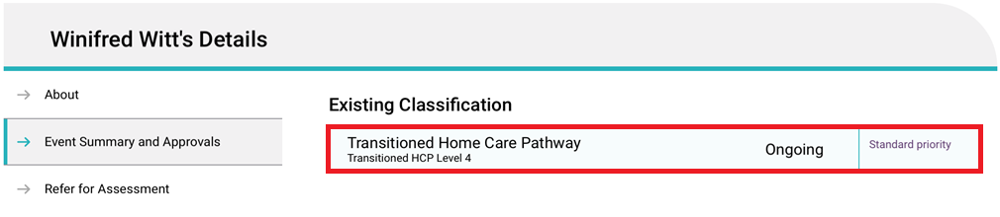 Winifred Witt's Details
About
Event Summary and Approvals
Refer for Assessment
Existing Classification
Transitioned Home Care Pathway
Transitioned HCP Level 4
Ongoing
Standard priority